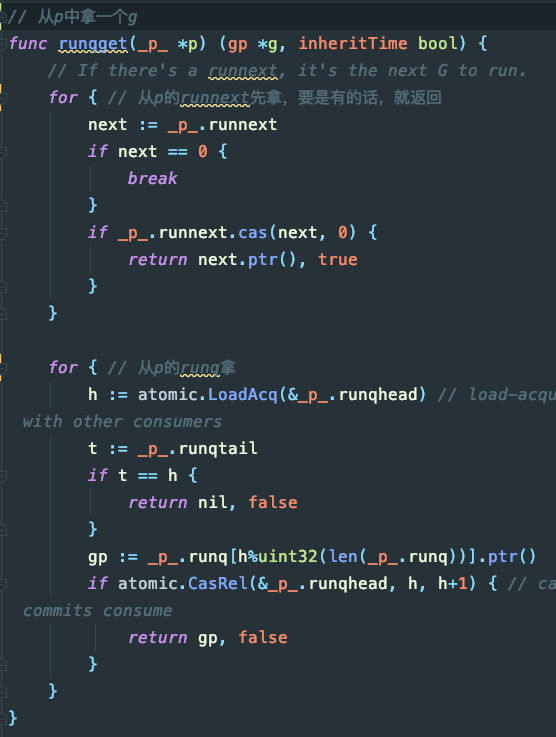 // 从p中拿一个g
func runqget(_p_ *p) (gp *g, inheritTime bool) {
// If there's a runnext, it's the next G to run.
for { // 从p的runnext先拿，要是有的话，就返回
next := _p_.runnext
if next == 0 {
break
}
if _p_.runnext.cas(next, 0) {
return next.ptr(), true
}
}
for { // 从p的runq拿
h := atomic.LoadAcq(&_p_.runqhead) // load-acqu
with other consumers
t := _p_.runqtail
if t == h {
return nil, false
}
gp := _p_.runq[h%uint32(len(_p_.runq))].ptr()
if atomic.CasRel(&_p_.runqhead, h, h+1) { // ca
commits consume
return gp, false
}
}
}